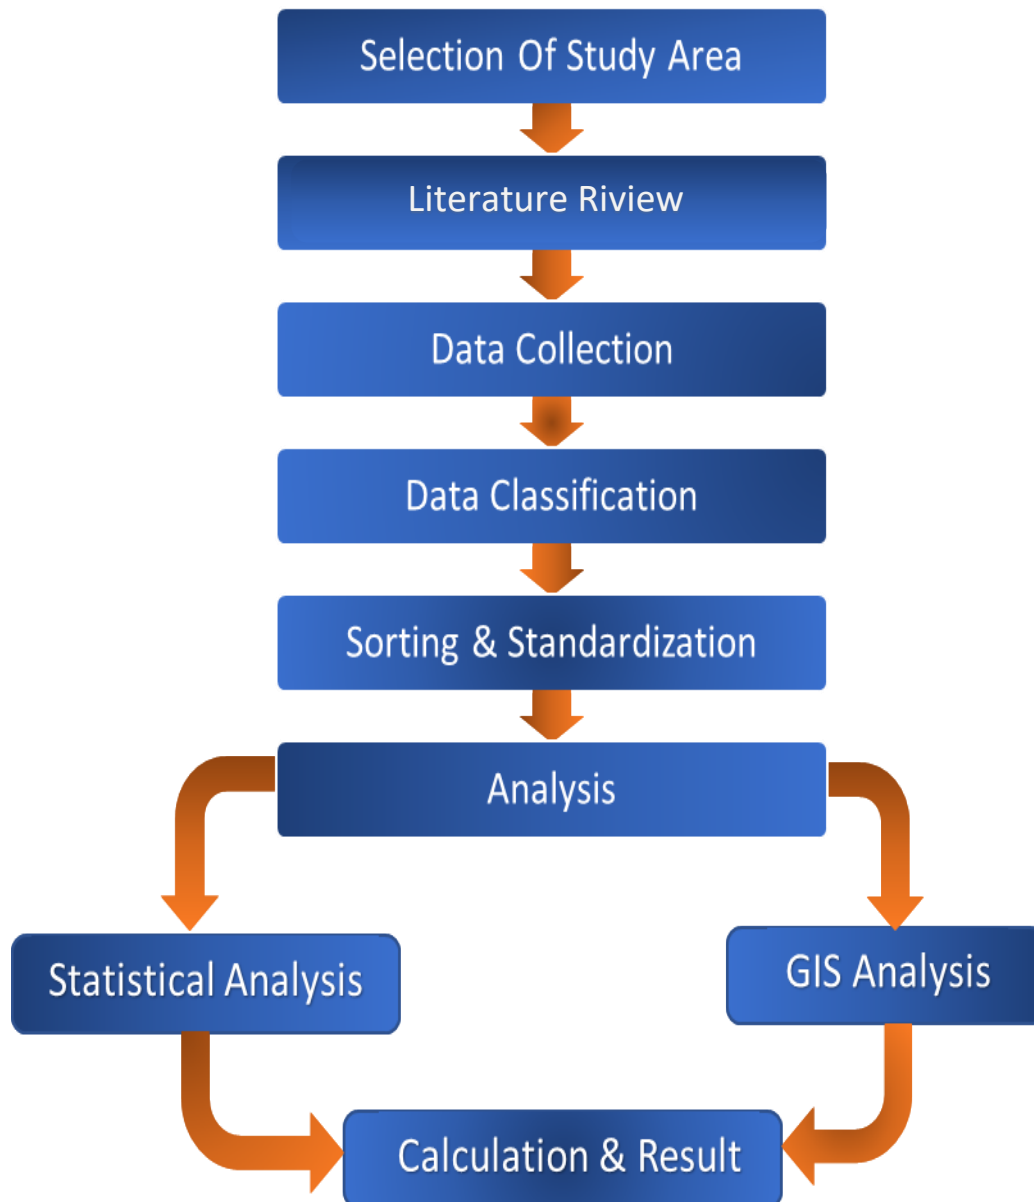 Selection Of Study Area
Literature Riview
Data Collection
Data Classification
Sorting & Standardization
Analysis
Statistical Analysis
GIS Analysis
Calculation & Result